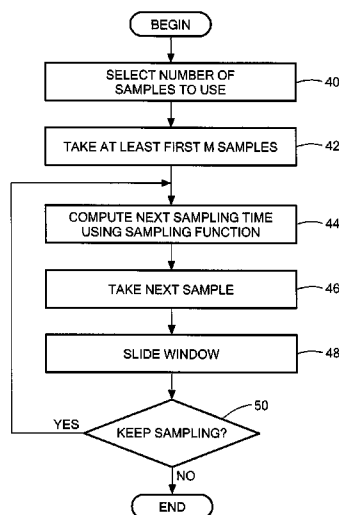 BEGIN
SELECT NUMBER OF
SAMPLES TO USE
40
TAKE AT LEAST FIRST M SAMPLES
42
COMPUTE NEXT SAMPLING TIME
USING SAMPLING FUNCTION
44
TAKE NEXT SAMPLE
46
SLIDE WINDOW
48
50
YES
KEEP SAMPLING?
NO
END